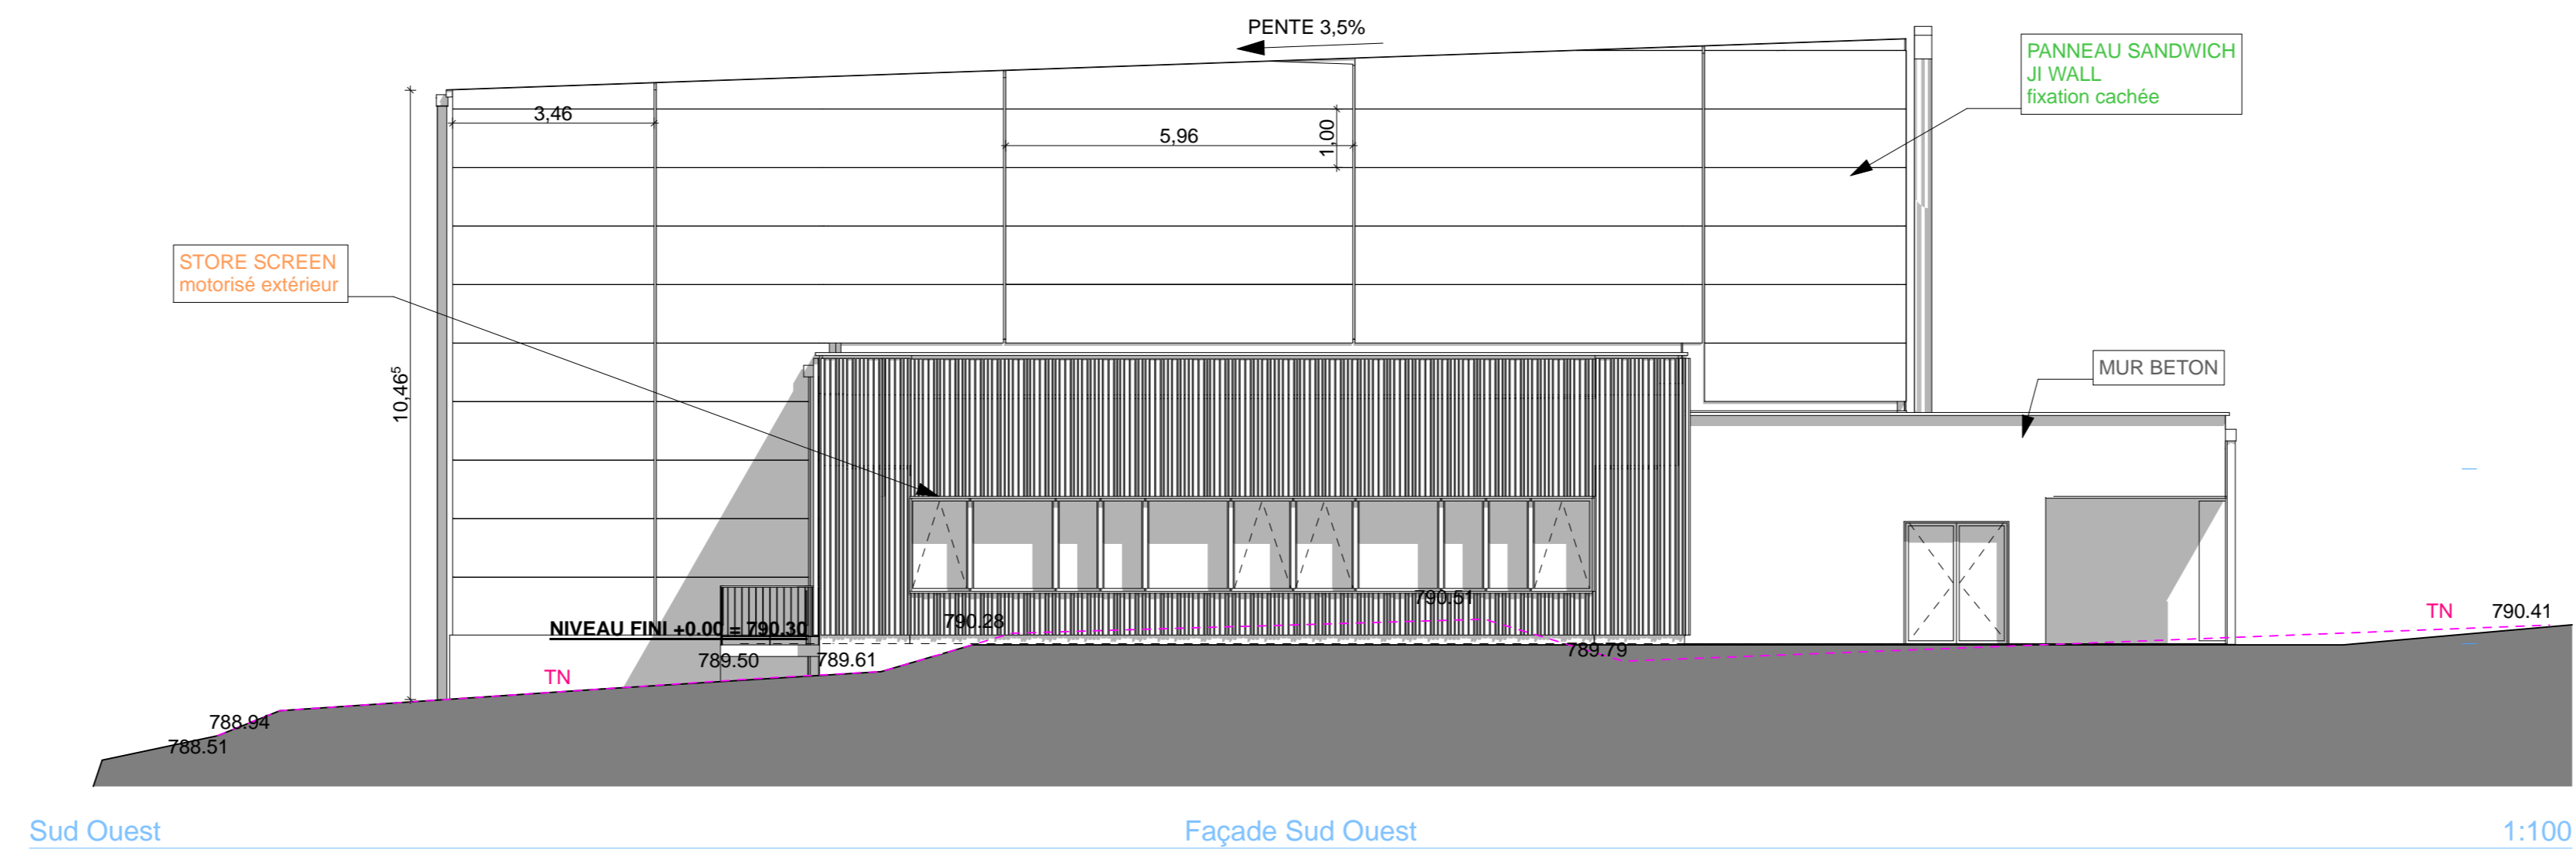 PENTE 3,5%
PANNEAU SANDWICH
JI WALL
fixation cachée
3,46
5,96
1,00
STORE SCREEN
motorisé extérieur
10,46⁵
MUR BETON
790.51
790.28
NIVEAU FINI +0.00 = 790.30
TN
790.41
789.50
789.61
789.79
TN
788.94
788.51
Sud Ouest
Façade Sud Ouest
1:100